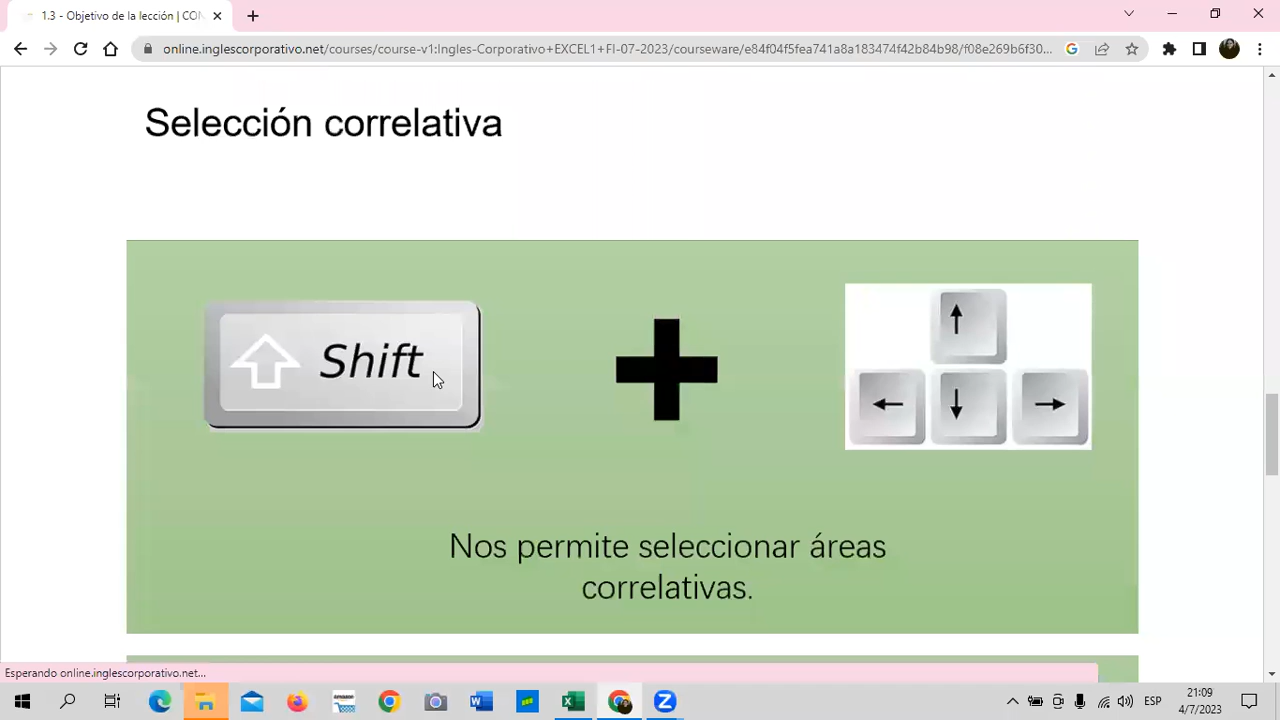 1.3 - Objetivo de la lección | CON
online.inglescorporativo.net/courses/course-v1:Ingles-Corporativo+EXCEL1+FI-07-2023/courseware/e84f04f5fea741a3a183474f42b84b90/f08e269b6f30...
Selección correlativa
Shift
Nos permite seleccionar áreas
correlativas.
Esperando online.inglescorporativo.net...
ESP
21:09
4/7/2023